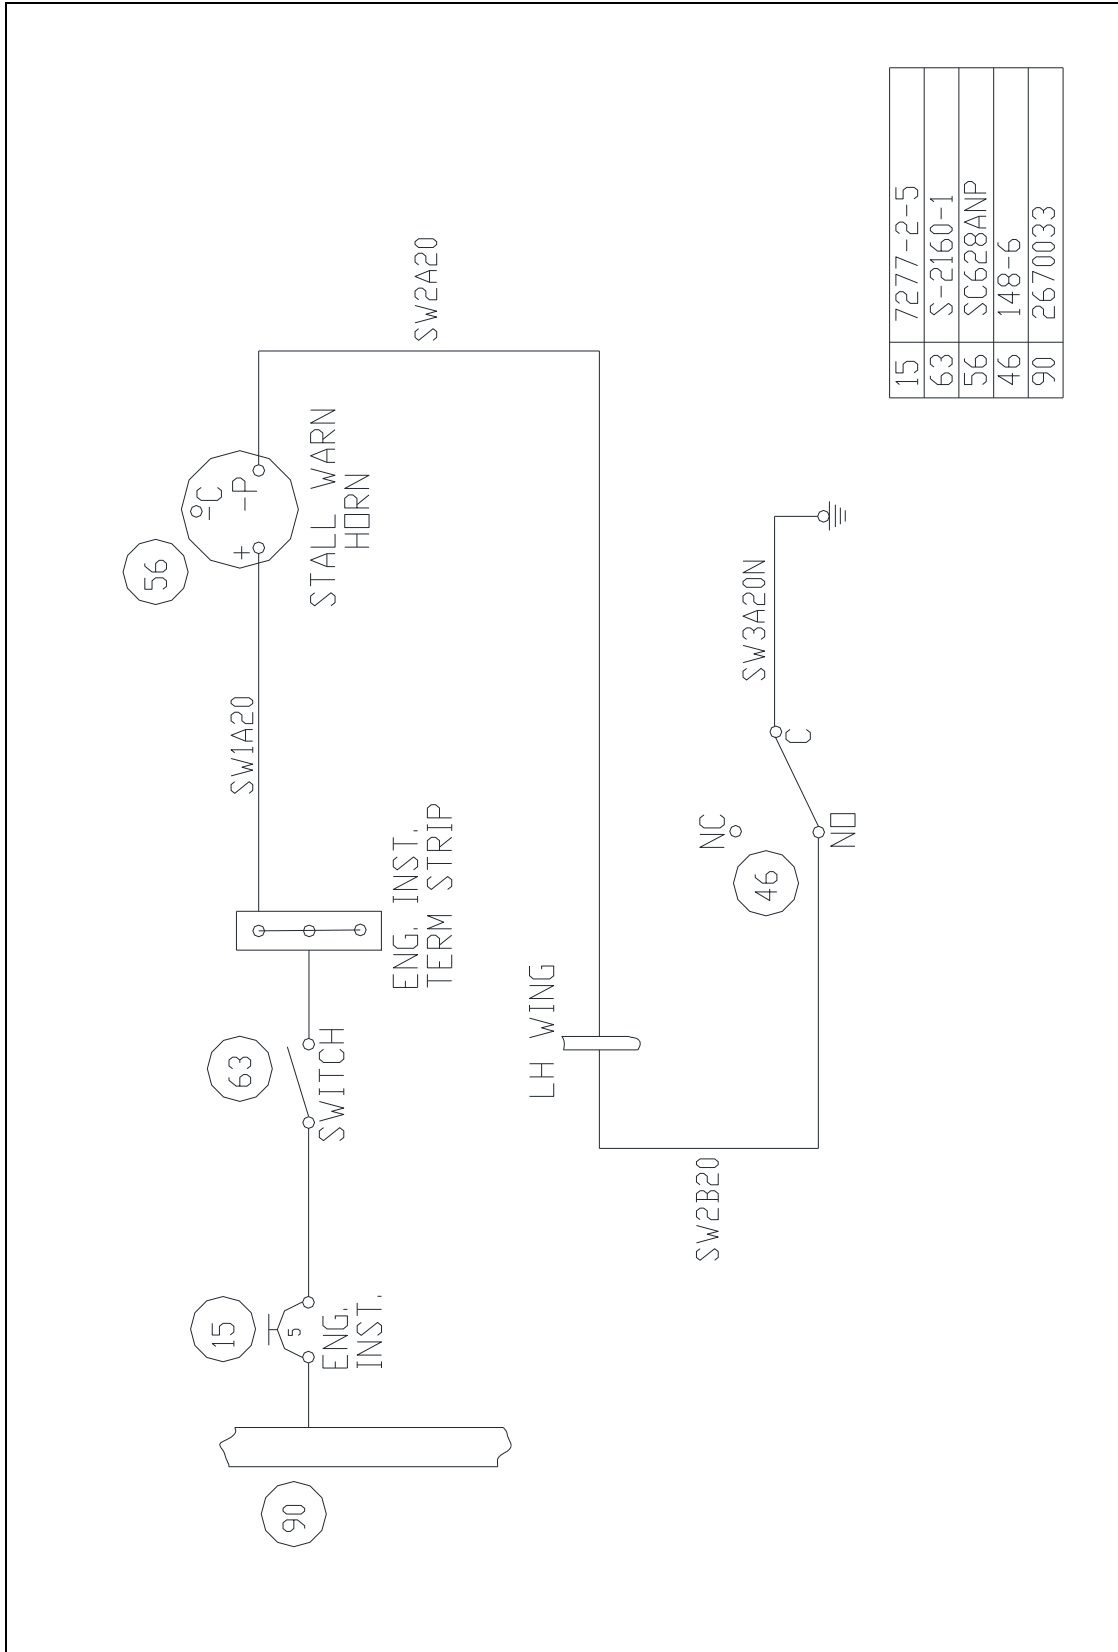 90
15
5
ENG.
INST.
63
SWITCH
ENG. INST.
TERM STRIP
SW1A20
56
-C
+
-P
STALL WARN
HORN
SW2A20
LH WING
SW2B20
46
NC
NO
C
SW3A20N
15 7277-2-5
63 S-2160-1
56 SC628ANP
46 148-6
90 2670033